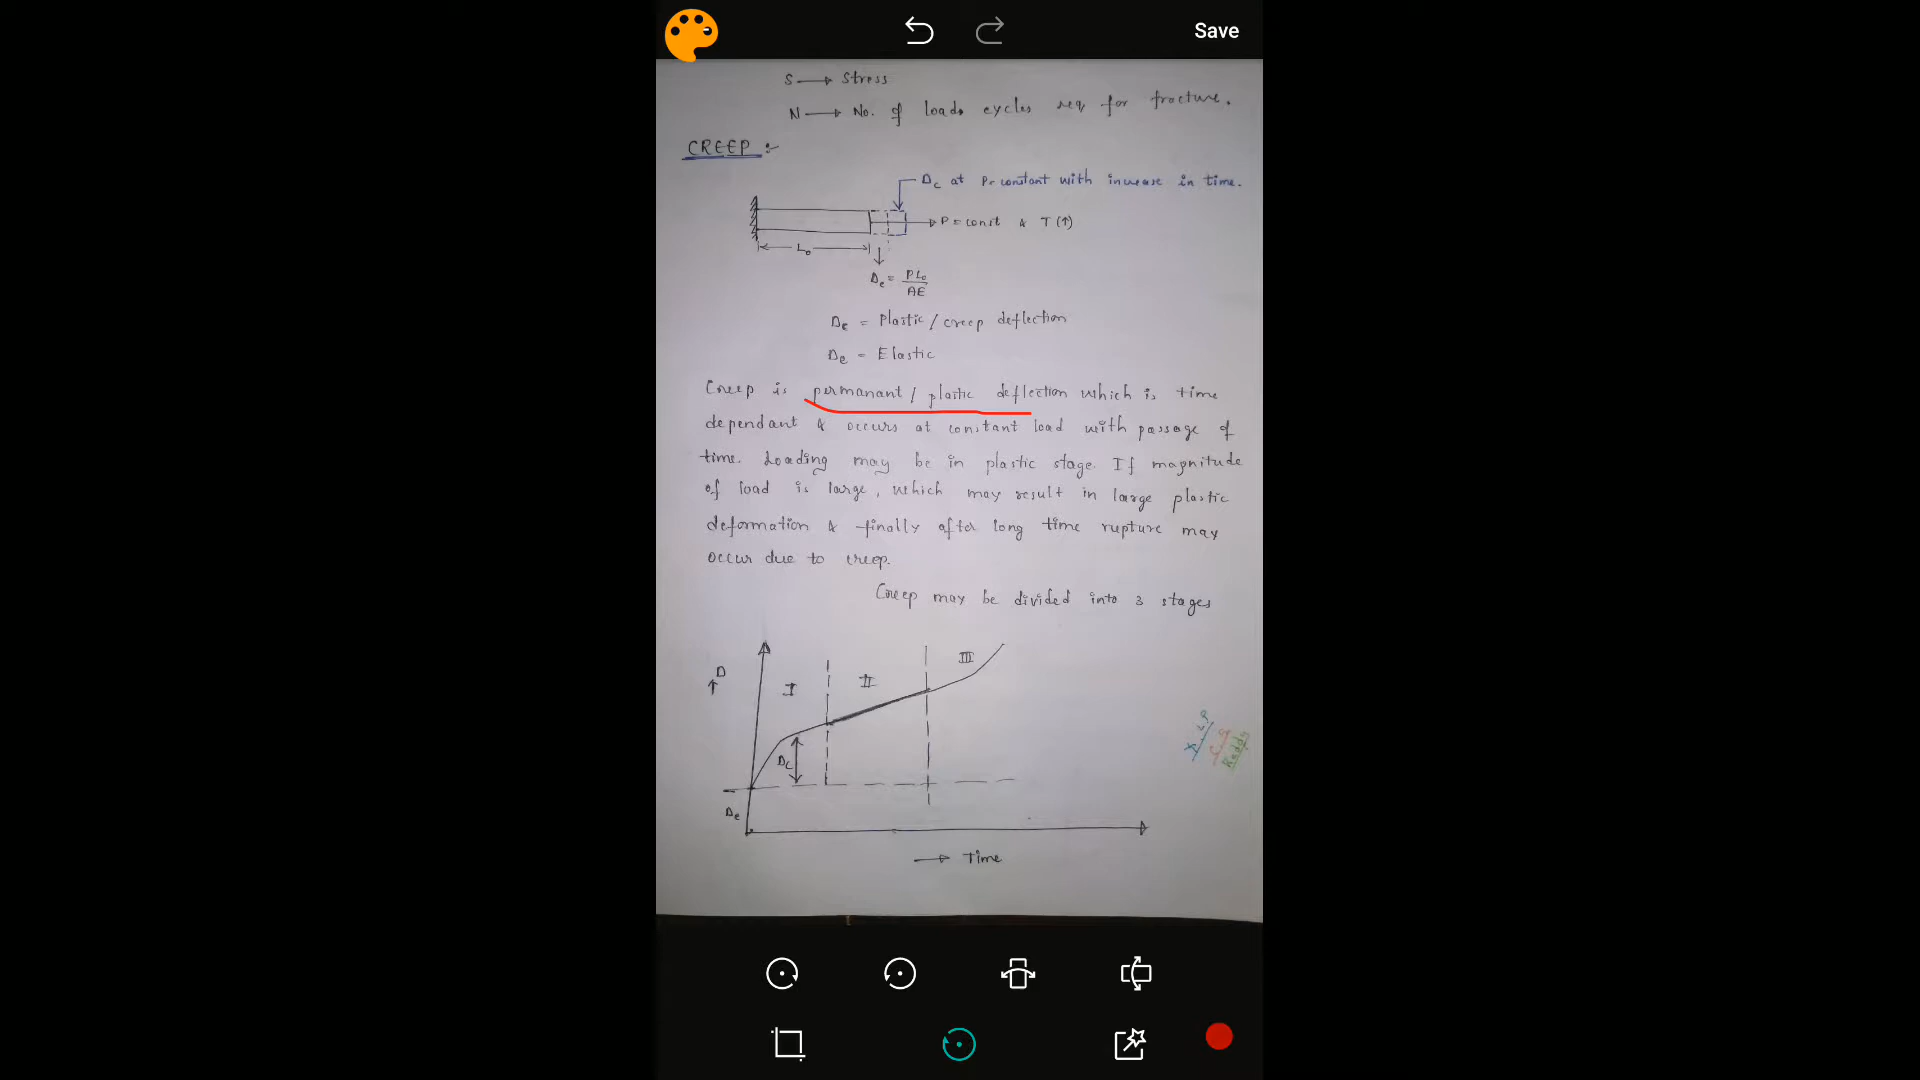 Save
S → Stress
N → No. of loads cycles req for fracture.
CREEP :-
Δc at P= constant with increase in time.
P = const & T (↑)
L₀
Δe = PL₀/AE
Δc = Plastic / creep deflection
Δe = Elastic
Creep is permanant / plastic deflection which is time
dependant & occurs at constant load with passage of
time. Loading may be in plastic stage. If magnitude
of load is large, which may result in large plastic
deformation & finally after long time rupture may
occur due to creep.
Creep may be divided into 3 stages
↑ Δ
I
II
III
Δc
Δe
→ Time
Reddy